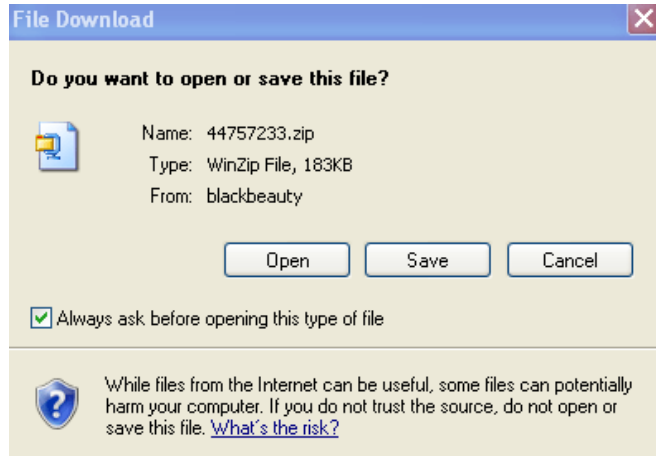 File Download
Do you want to open or save this file?
Name: 44757233.zip
Type: WinZip File, 183KB
From: blackbeauty
Open Save Cancel
Always ask before opening this type of file
While files from the Internet can be useful, some files can potentially
harm your computer. If you do not trust the source, do not open or
save this file. What's the risk?